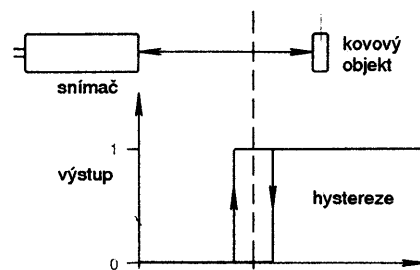 snímač
kovový
objekt
1
výstup
hystereze
0